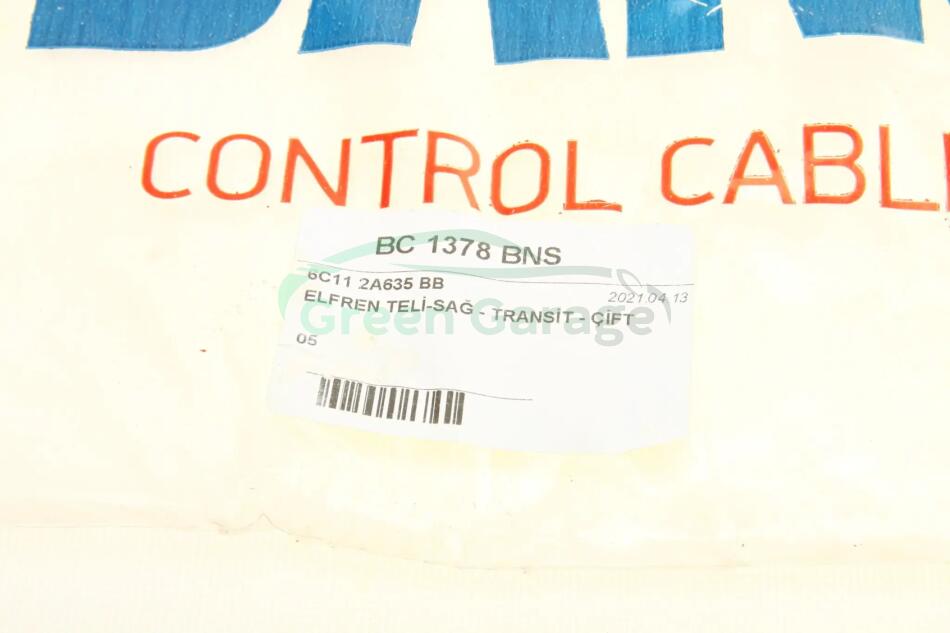 CONTROL CABL
BC 1378 BNS
6C11 2A635 BB
2021.04.13
ELFREN TELİ-SAĞ - TRANSİT - ÇİFT
Green Garage
05